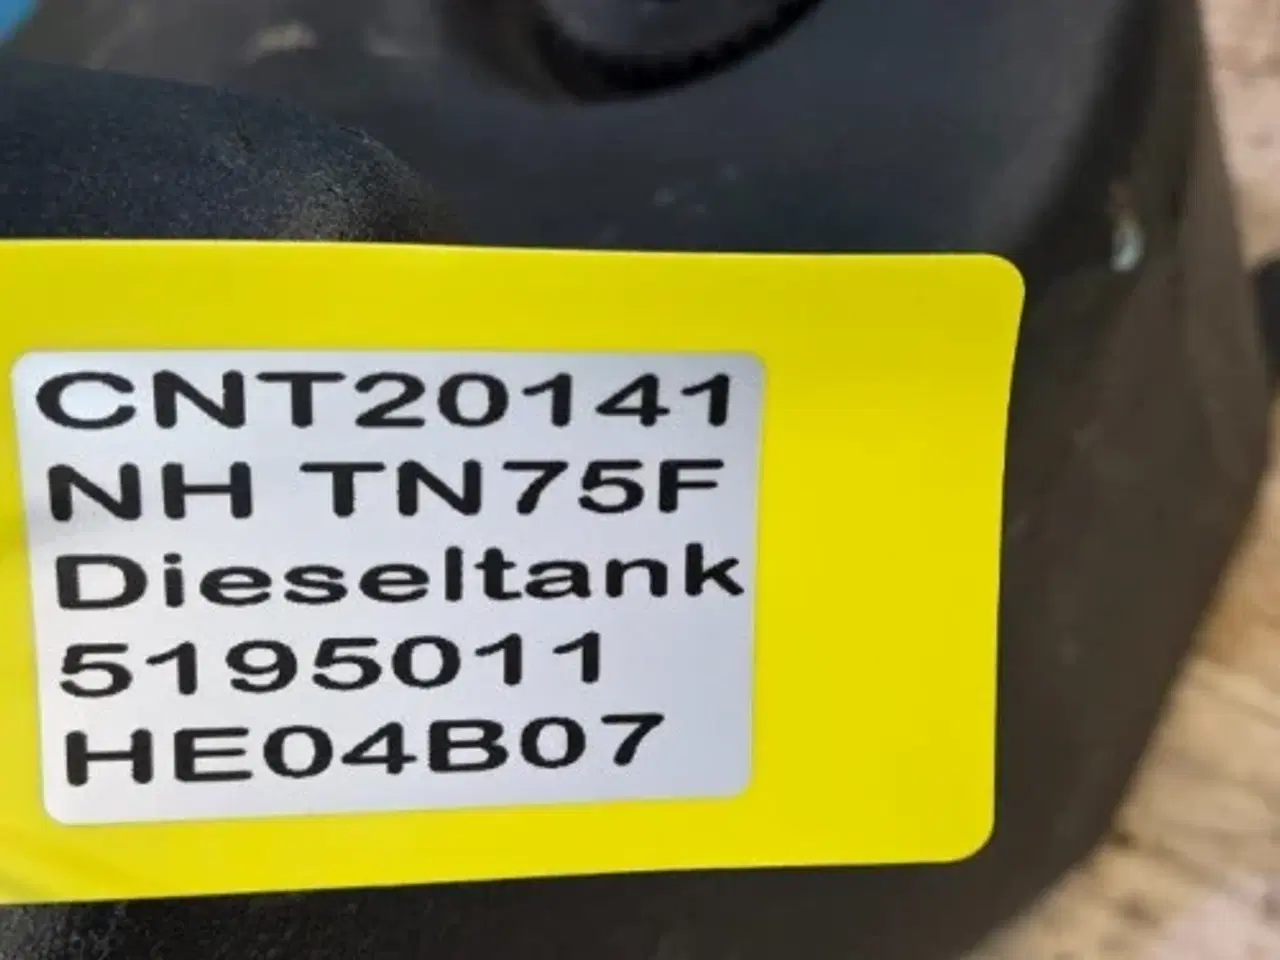 CNT20141
NH TN75F
Dieseltank
5195011
HE04B07